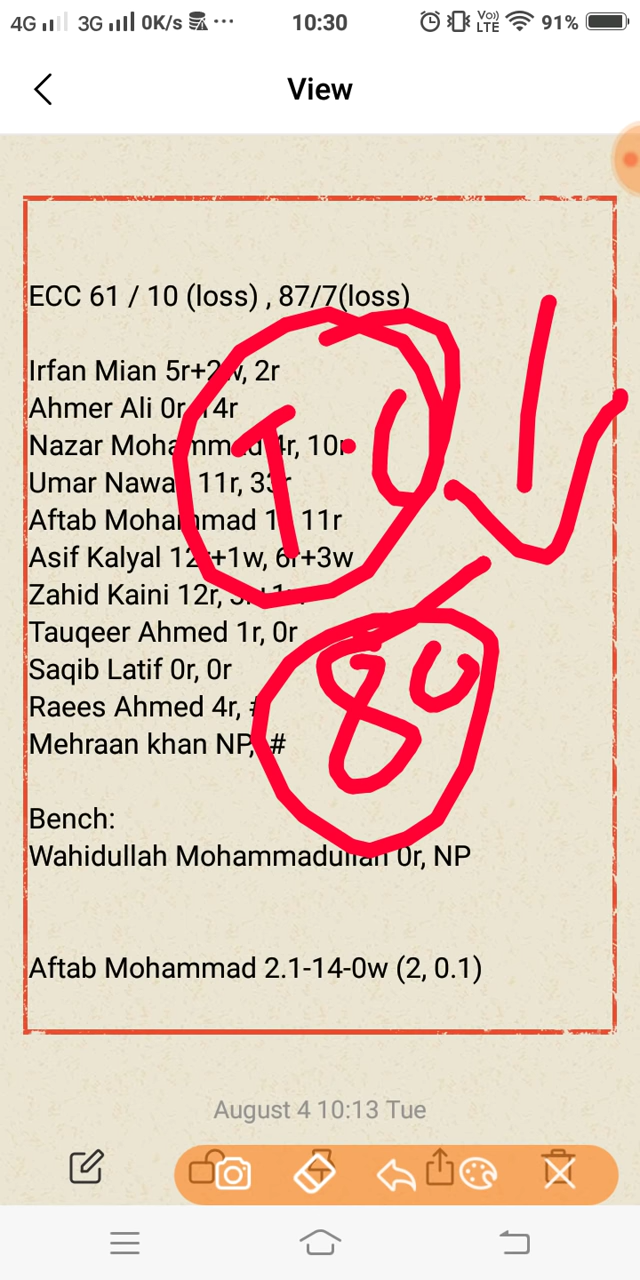 4G 3G 0K/s ... 10:30 Vo)) LTE 91%
View
ECC 61 / 10 (loss) , 87/7(loss)
Irfan Mian 5r+2w, 2r
Ahmer Ali 0r, 14r
Nazar Mohammad 4r, 10r
Umar Nawaz 11r, 33r
Aftab Mohammad 11r
Asif Kalyal 12r+1w, 6r+3w
Zahid Kaini 12r,
Tauqeer Ahmed 1r, 0r
Saqib Latif 0r, 0r
Raees Ahmed 4r, #
Mehraan khan NP, #
80
Bench:
Wahidullah Mohammadullah 0r, NP
Aftab Mohammad 2.1-14-0w (2, 0.1)
August 4 10:13 Tue